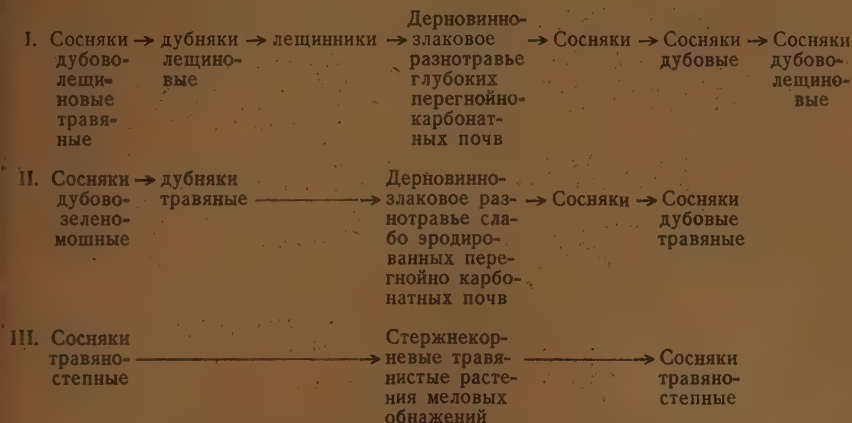 Дерновинно-
I. Сосняки → дубняки → лещинники → злаковое → Сосняки → Сосняки → Сосняки
дубово- лещино- разнотравье дубовые дубово-
лещи- вые глубоких лещино-
новые перегнойно- вые
травя- карбонат-
ные ных почв
II. Сосняки → дубняки Дерновинно-
дубово- травяные → злаковое раз- → Сосняки → Сосняки
зелено- нотравье сла- дубовые
мошные бо эродиро- травяные
ванных пере-
гнойно карбо-
натных почв
III. Сосняки Стержнекор-
травяно- → невые травя- → Сосняки
степные нистые расте- травяно-
ния меловых степные
обнажений